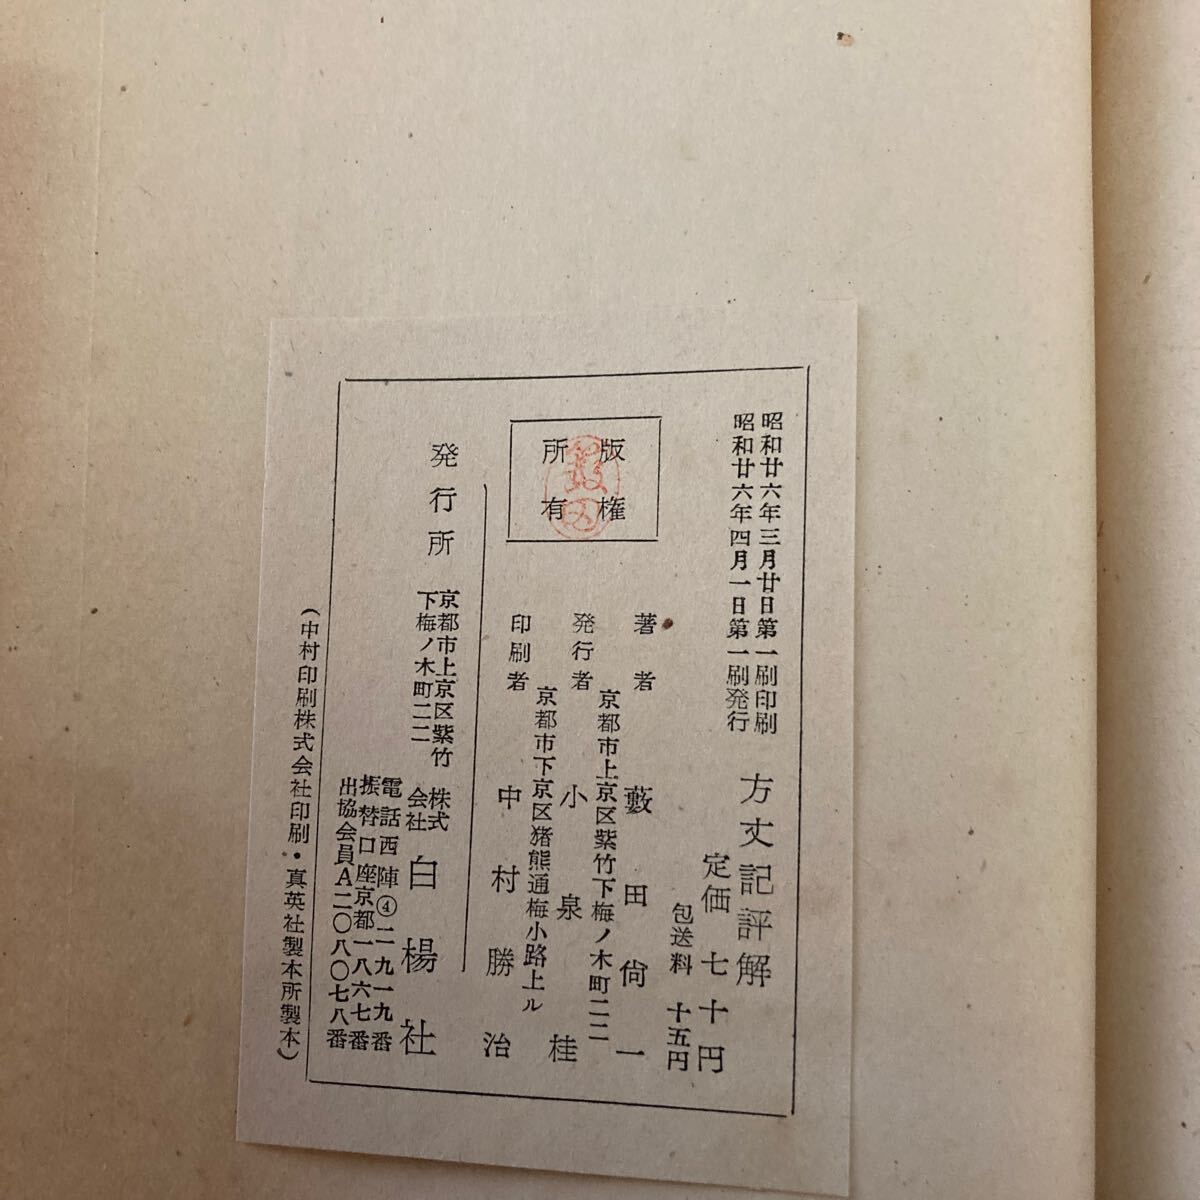 昭和廿六年三月廿日第一刷印刷
昭和廿六年四月一日第一刷発行
方丈記評解
定価 七十円
包送料 十五円
版権
所有
著者 藪田尙一
京都市上京区紫竹下梅ノ木町二二
発行者 小泉桂
京都市下京区猪熊通梅小路上ル
印刷者 中村勝治
発行所
京都市上京区紫竹
下梅ノ木町二二
株式
会社
白楊社
電話西陣④二九一九番
振替口座京都一八六七番
出協会員A二〇八〇七八番
(中村印刷株式会社印刷・真英社製本所製本)